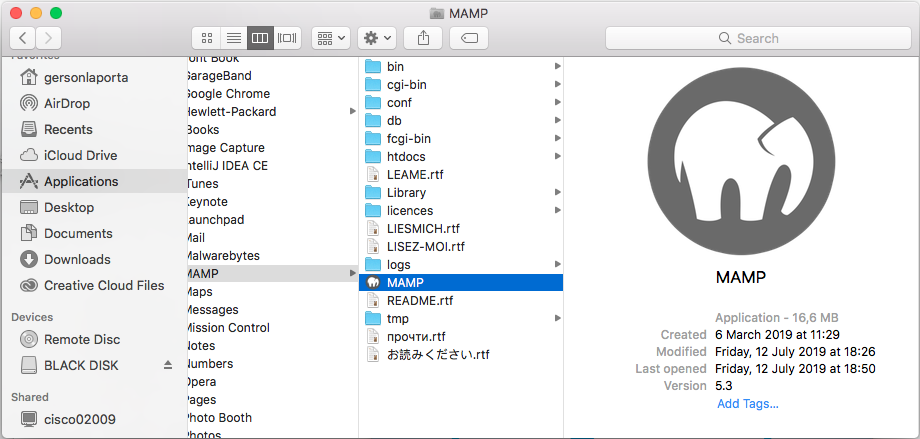 MAMP
Search
Favorites
gersonlaporta
AirDrop
Recents
iCloud Drive
Applications
Desktop
Documents
Downloads
Creative Cloud Files
Devices
Remote Disc
BLACK DISK
Shared
cisco02009
ont Book
GarageBand
Google Chrome
Hewlett-Packard
iBooks
mage Capture
ntelliJ IDEA CE
iTunes
Keynote
aunchpad
Mail
Malwarebytes
MAMP
Maps
Messages
Mission Control
Notes
Numbers
Opera
Pages
Photo Booth
Photos
bin
cgi-bin
conf
db
fcgi-bin
htdocs
LEAME.rtf
Library
licences
LIESMICH.rtf
LISEZ-MOI.rtf
logs
MAMP
README.rtf
tmp
прочти.rtf
お読みください.rtf
MAMP
Application - 16,6 MB
Created 6 March 2019 at 11:29
Modified Friday, 12 July 2019 at 18:26
Last opened Friday, 12 July 2019 at 18:50
Version 5.3
Add Tags...